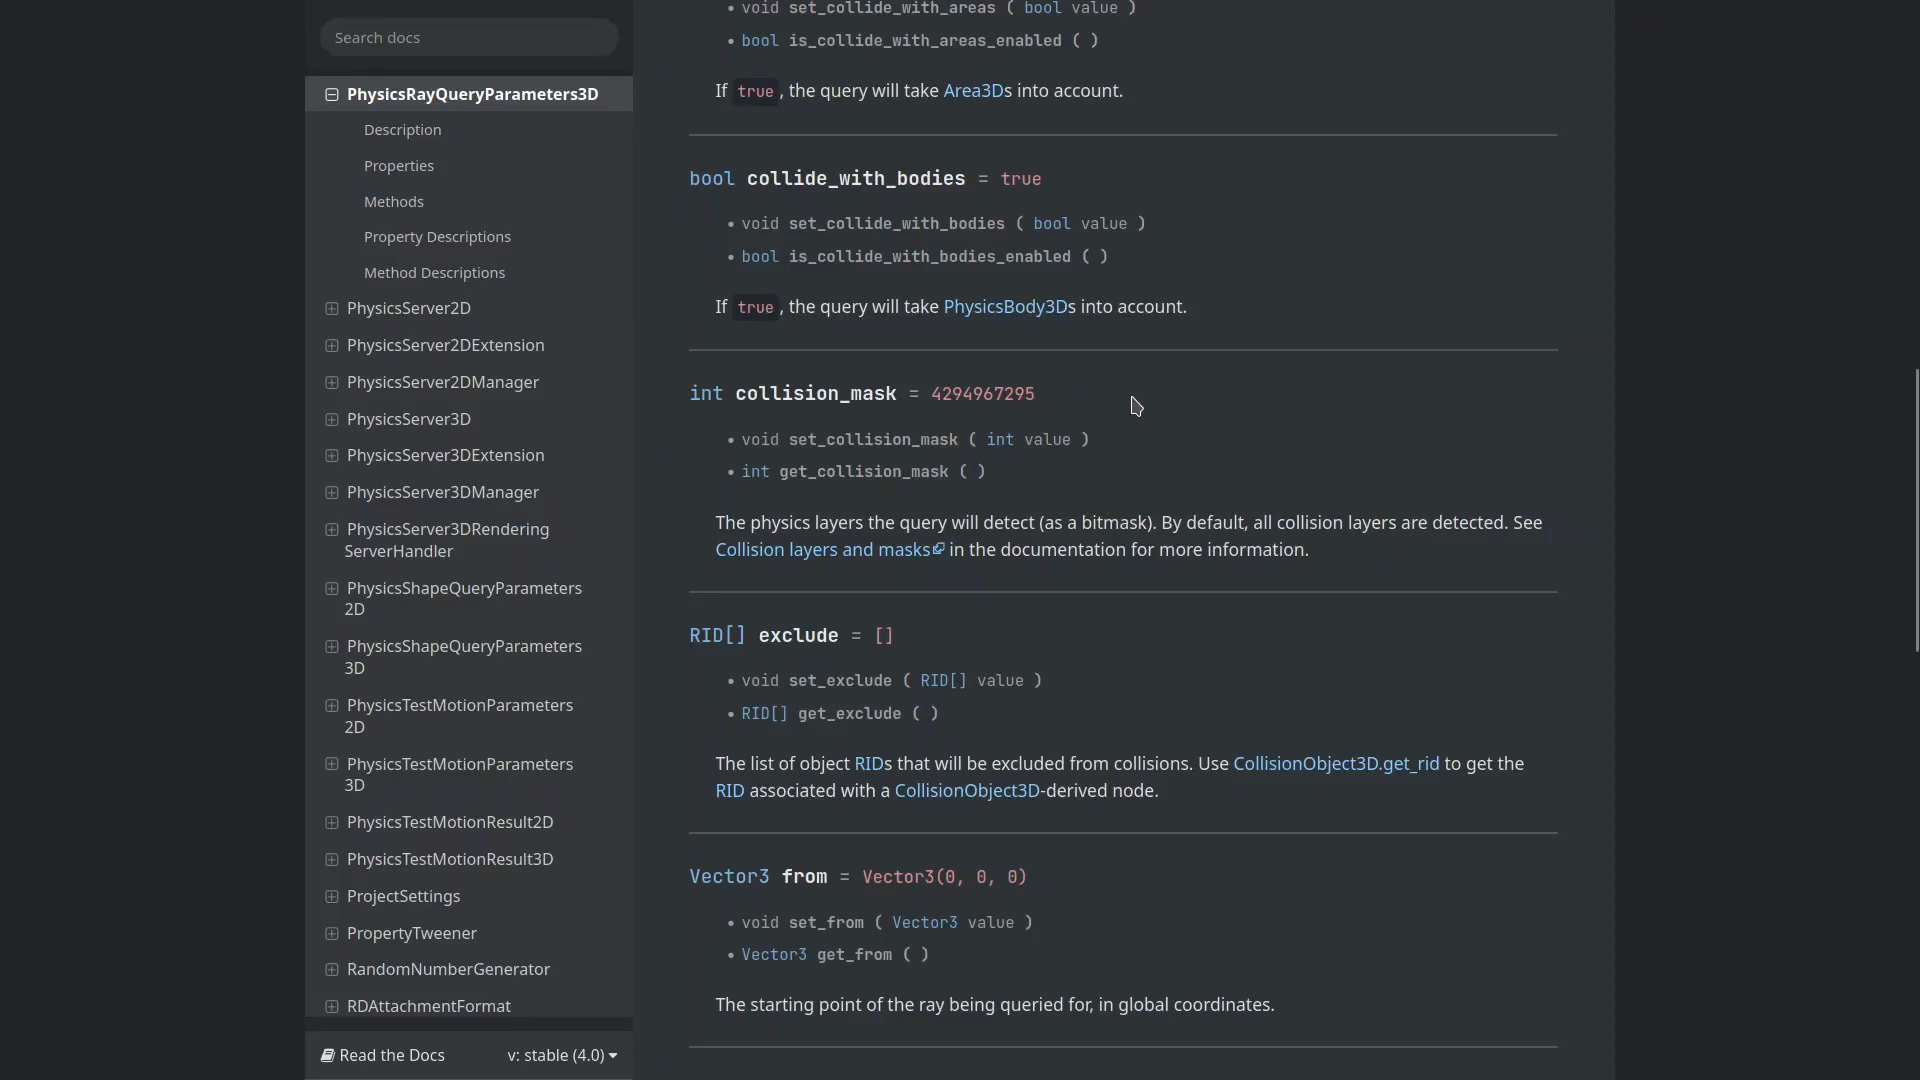 Search docs
PhysicsRayQueryParameters3D
Description
Properties
Methods
Property Descriptions
Method Descriptions
PhysicsServer2D
PhysicsServer2DExtension
PhysicsServer2DManager
PhysicsServer3D
PhysicsServer3DExtension
PhysicsServer3DManager
PhysicsServer3DRendering
ServerHandler
PhysicsShapeQueryParameters
2D
PhysicsShapeQueryParameters
3D
PhysicsTestMotionParameters
2D
PhysicsTestMotionParameters
3D
PhysicsTestMotionResult2D
PhysicsTestMotionResult3D
ProjectSettings
PropertyTweener
RandomNumberGenerator
RDAttachmentFormat
Read the Docs v: stable (4.0)
• void set_collide_with_areas ( bool value )
• bool is_collide_with_areas_enabled ( )
If true, the query will take Area3Ds into account.
bool collide_with_bodies = true
• void set_collide_with_bodies ( bool value )
• bool is_collide_with_bodies_enabled ( )
If true, the query will take PhysicsBody3Ds into account.
int collision_mask = 4294967295
• void set_collision_mask ( int value )
• int get_collision_mask ( )
The physics layers the query will detect (as a bitmask). By default, all collision layers are detected. See
Collision layers and masks in the documentation for more information.
RID[] exclude = []
• void set_exclude ( RID[] value )
• RID[] get_exclude ( )
The list of object RIDs that will be excluded from collisions. Use CollisionObject3D.get_rid to get the
RID associated with a CollisionObject3D-derived node.
Vector3 from = Vector3(0, 0, 0)
• void set_from ( Vector3 value )
• Vector3 get_from ( )
The starting point of the ray being queried for, in global coordinates.